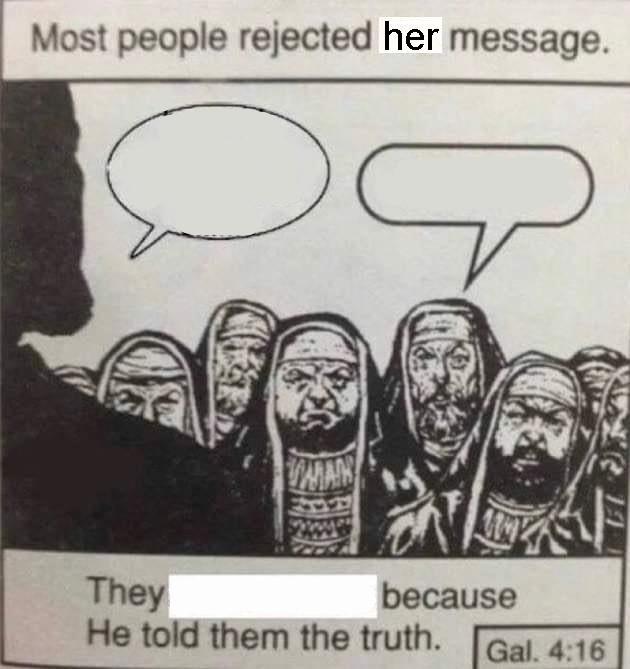 Most people rejected her message.
They because
He told them the truth.
Gal. 4:16